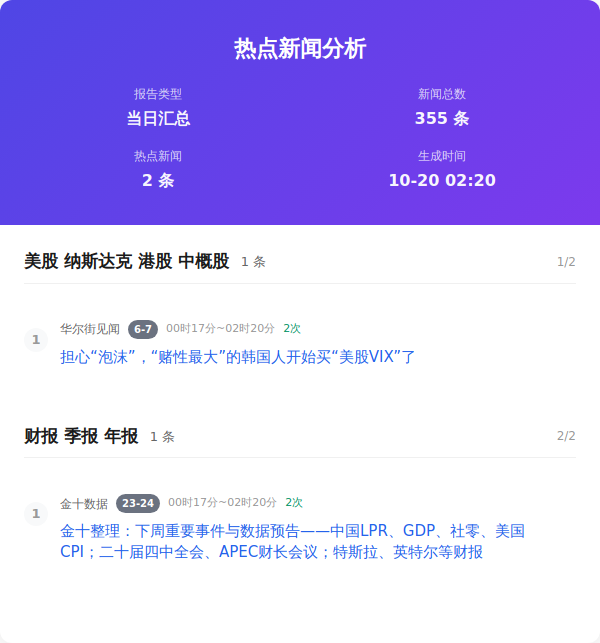 热点新闻分析
报告类型
当日汇总
新闻总数
355 条
热点新闻
2 条
生成时间
10-20 02:20
美股 纳斯达克 港股 中概股 1 条 1/2
1
华尔街见闻 6-7 00时17分~02时20分 2次
担心“泡沫”，“赌性最大”的韩国人开始买“美股VIX”了
财报 季报 年报 1 条 2/2
1
金十数据 23-24 00时17分~02时20分 2次
金十整理：下周重要事件与数据预告——中国LPR、GDP、社零、美国
CPI；二十届四中全会、APEC财长会议；特斯拉、英特尔等财报